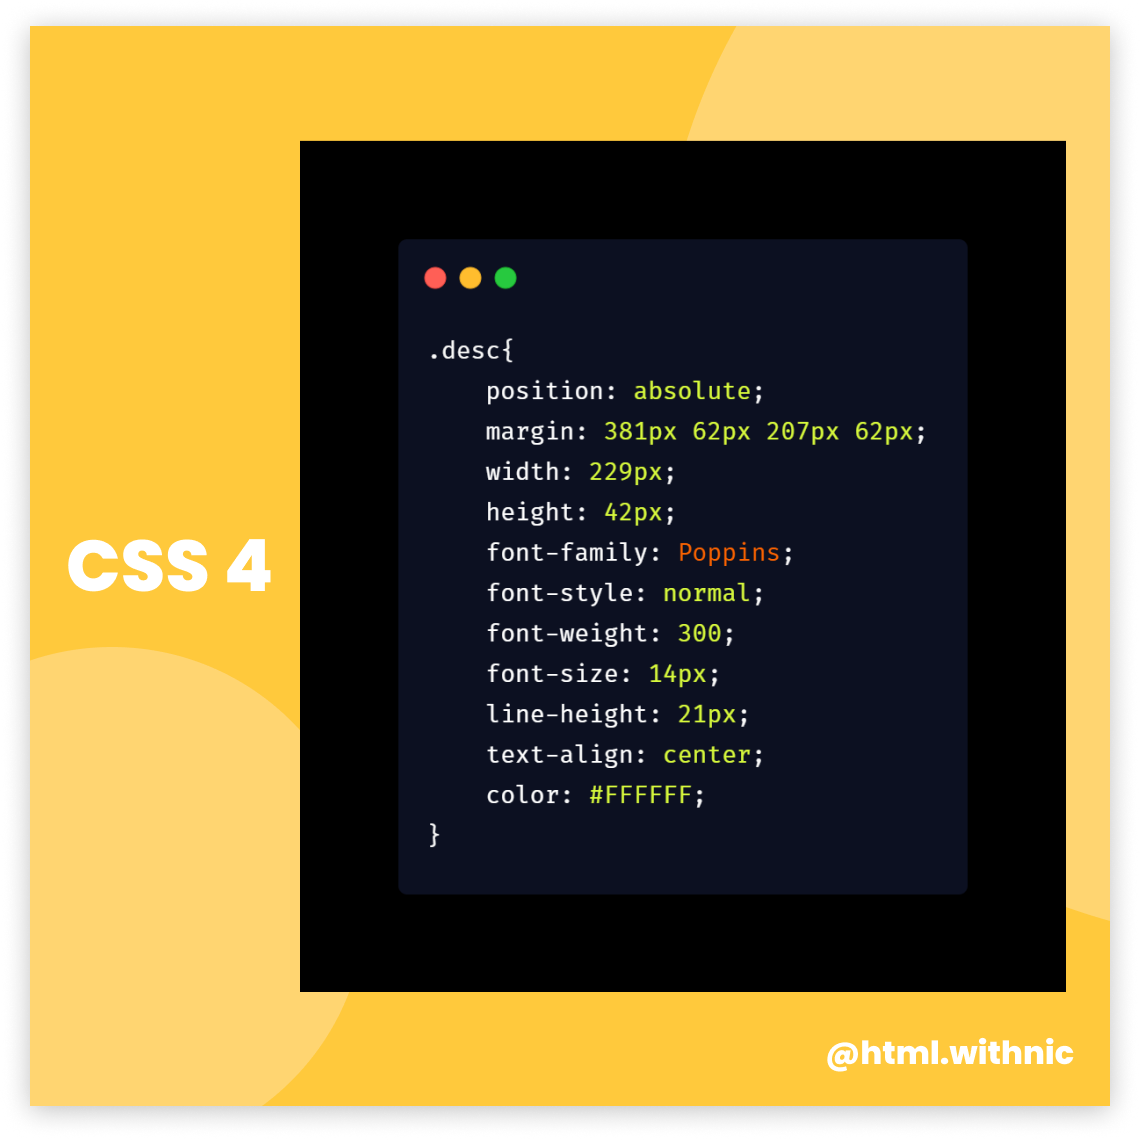 CSS 4
.desc{
    position: absolute;
    margin: 381px 62px 207px 62px;
    width: 229px;
    height: 42px;
    font-family: Poppins;
    font-style: normal;
    font-weight: 300;
    font-size: 14px;
    line-height: 21px;
    text-align: center;
    color: #FFFFFF;
}
@html.withnic